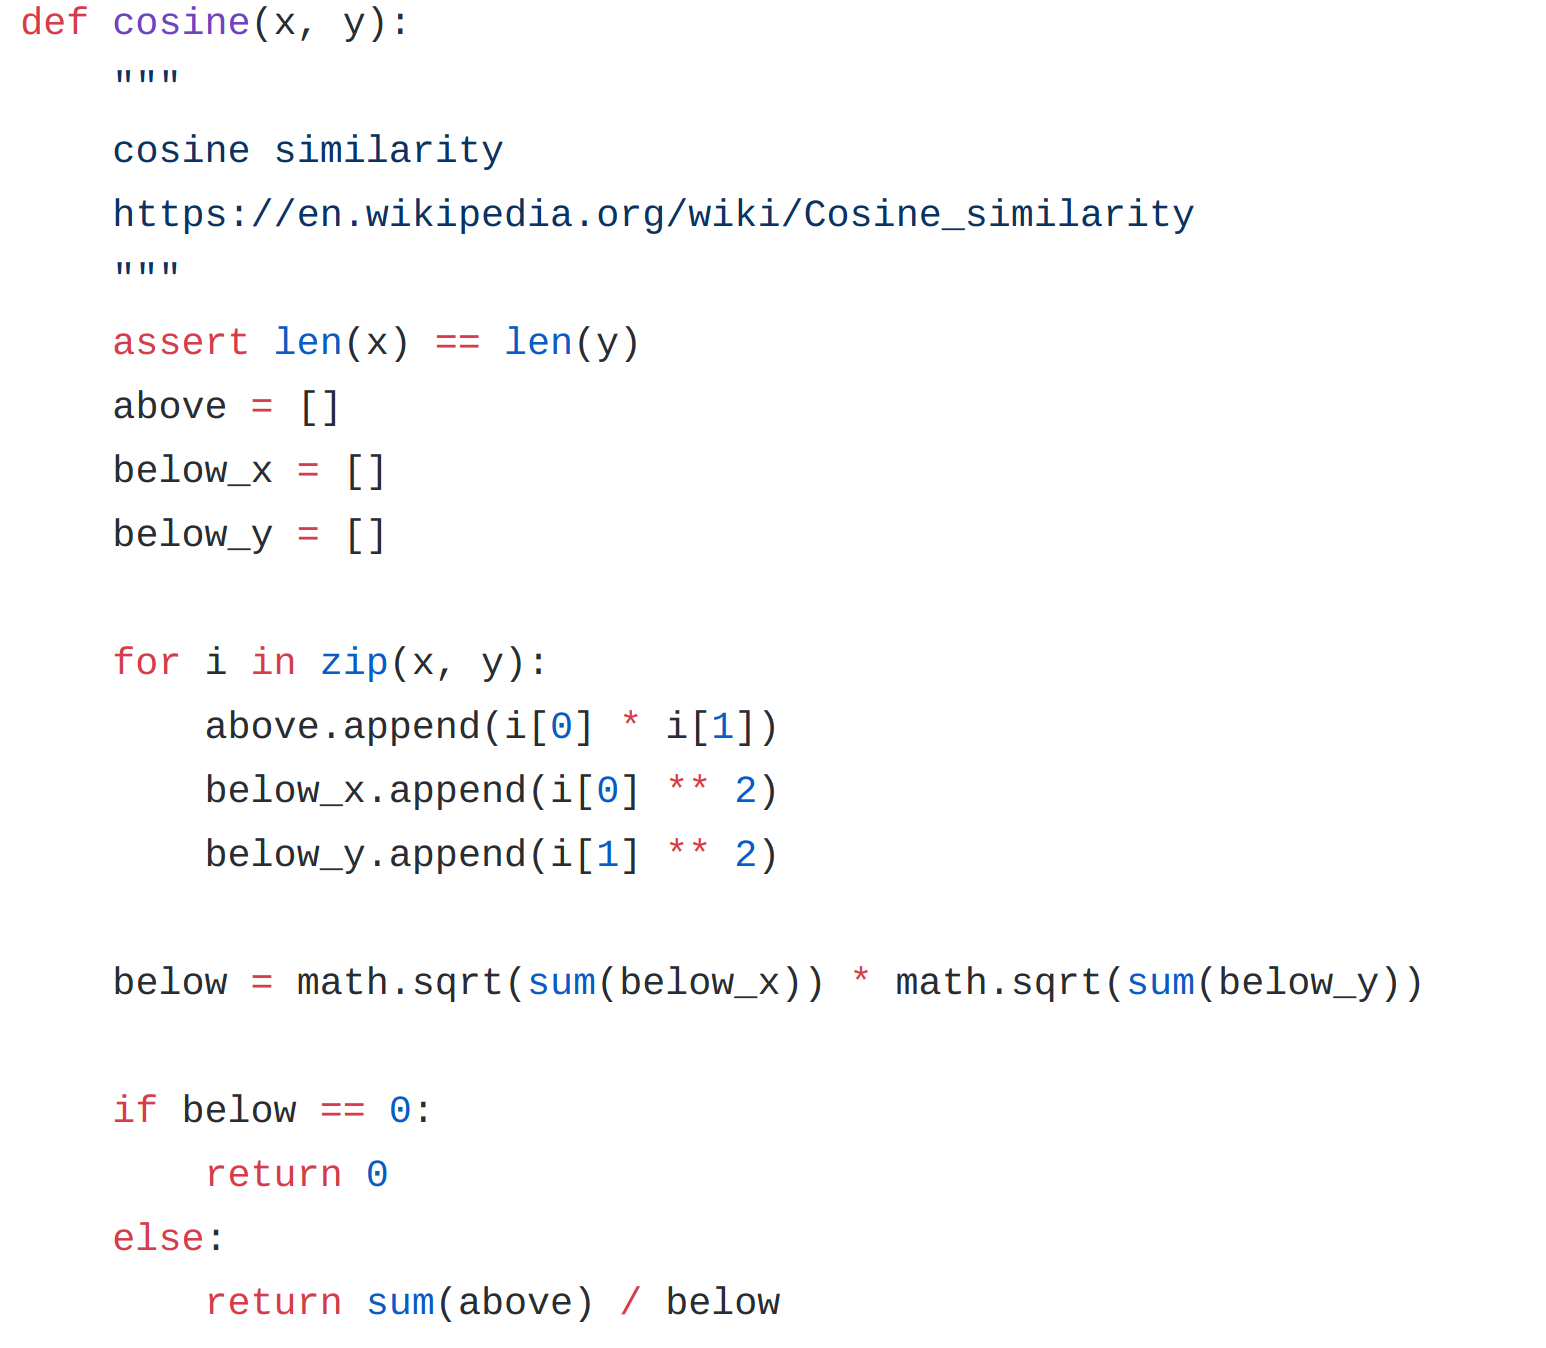 def cosine(x, y):
    """
    cosine similarity
    https://en.wikipedia.org/wiki/Cosine_similarity
    """
    assert len(x) == len(y)
    above = []
    below_x = []
    below_y = []

    for i in zip(x, y):
        above.append(i[0] * i[1])
        below_x.append(i[0] ** 2)
        below_y.append(i[1] ** 2)

    below = math.sqrt(sum(below_x)) * math.sqrt(sum(below_y))

    if below == 0:
        return 0
    else:
        return sum(above) / below